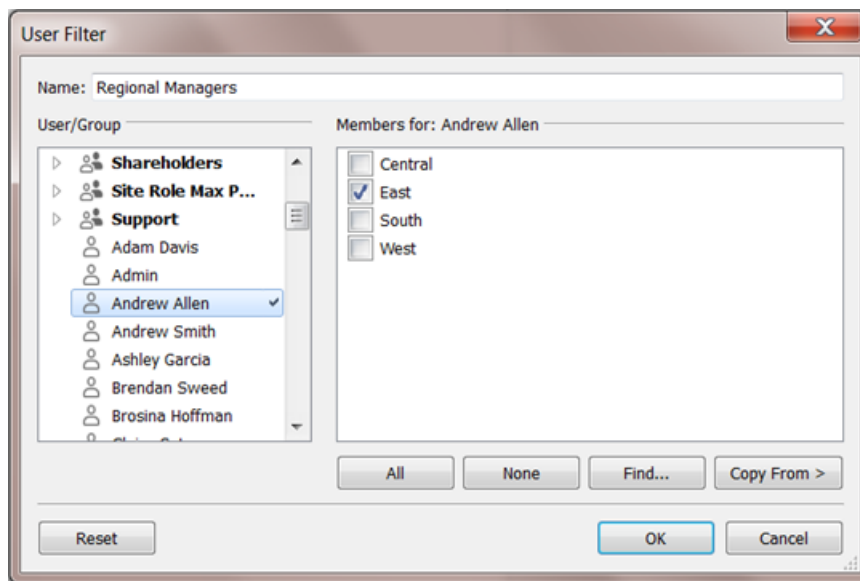 User Filter
Name: Regional Managers
User/Group
Members for: Andrew Allen
Shareholders
Site Role Max P...
Support
Adam Davis
Admin
Andrew Allen
Andrew Smith
Ashley Garcia
Brendan Sweed
Brosina Hoffman
Central
East
South
West
All
None
Find...
Copy From >
Reset
OK
Cancel